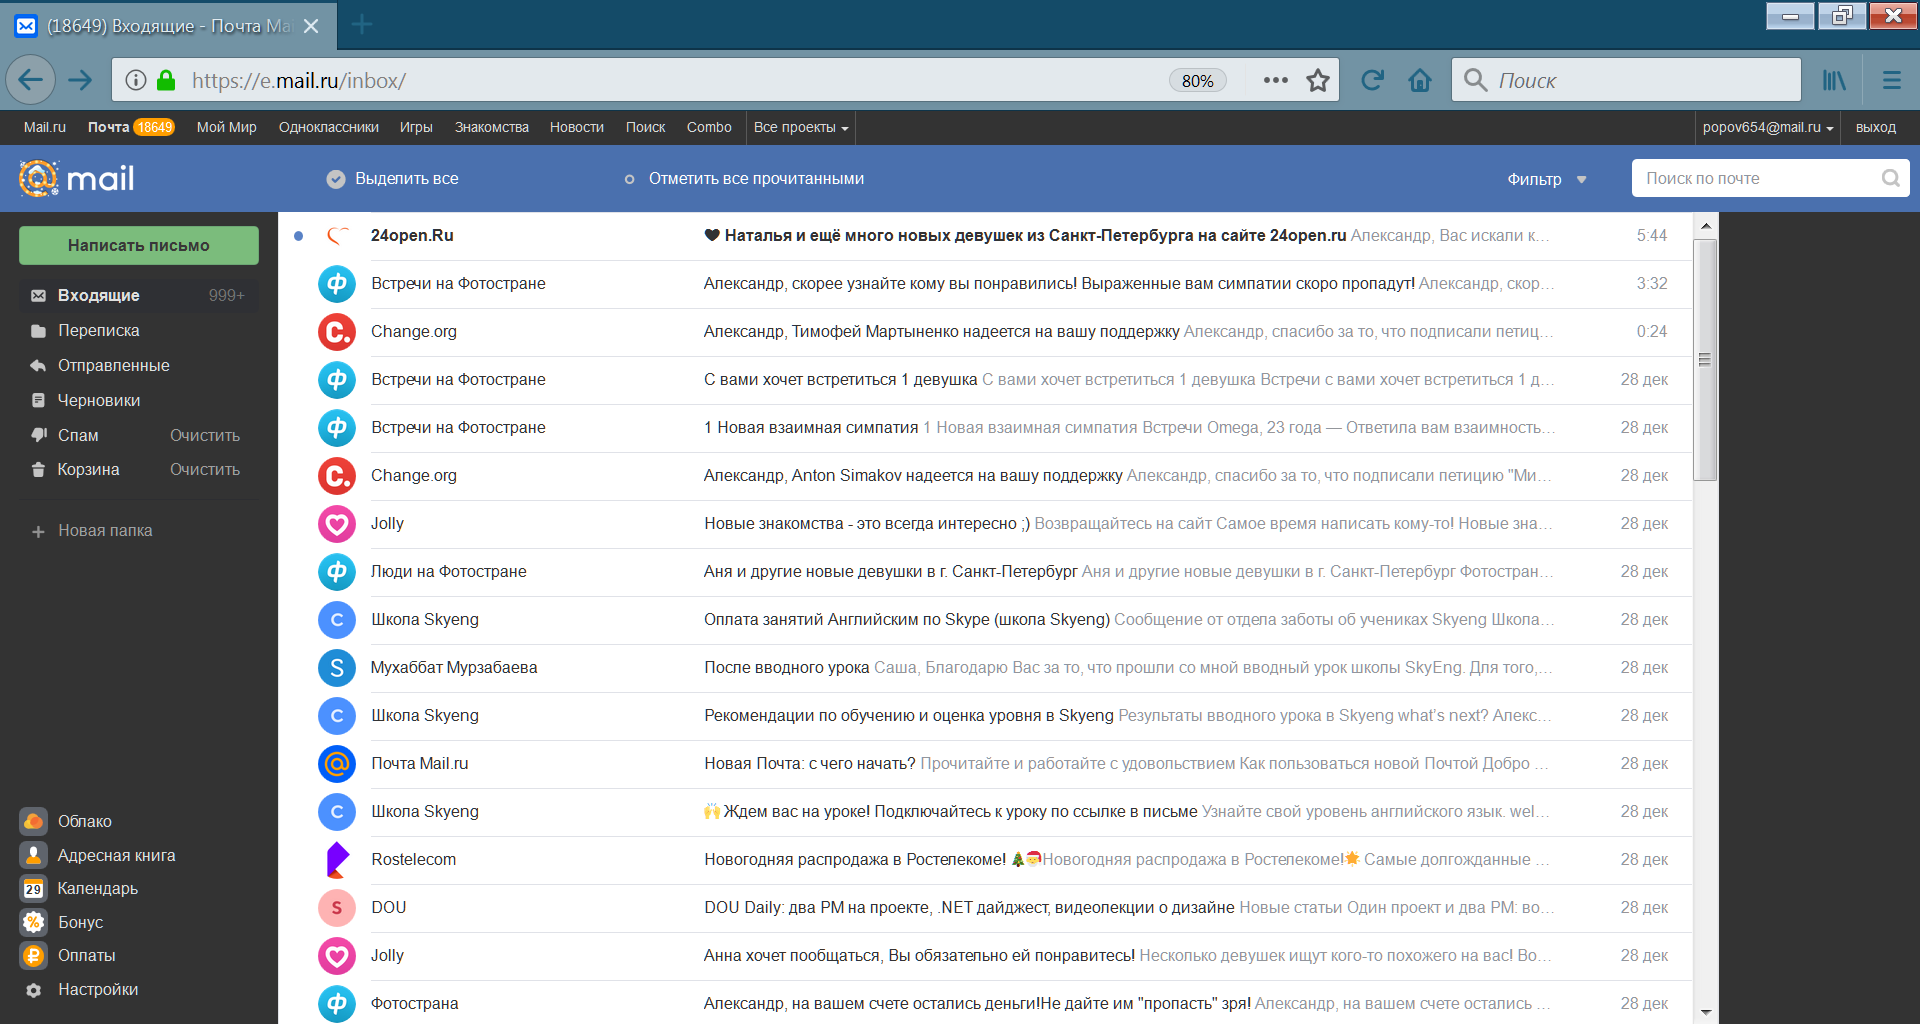 (18649) Входящие - Почта Mai
https://e.mail.ru/inbox/
80%
Поиск
Mail.ru Почта 18649 Мой Мир Одноклассники Игры Знакомства Новости Поиск Combo Все проекты popov654@mail.ru выход
mail Выделить все Отметить все прочитанными Фильтр Поиск по почте
Написать письмо
Входящие 999+
Переписка
Отправленные
Черновики
Спам Очистить
Корзина Очистить
Новая папка
Облако
Адресная книга
29 Календарь
Бонус
Оплаты
Настройки
24open.Ru 🖤 Наталья и ещё много новых девушек из Санкт-Петербурга на сайте 24open.ru Александр, Вас искали к... 5:44
Встречи на Фотостране Александр, скорее узнайте кому вы понравились! Выраженные вам симпатии скоро пропадут! Александр, скор... 3:32
Change.org Александр, Тимофей Мартыненко надеется на вашу поддержку Александр, спасибо за то, что подписали петиц... 0:24
Встречи на Фотостране С вами хочет встретиться 1 девушка С вами хочет встретиться 1 девушка Встречи с вами хочет встретиться 1 д... 28 дек
Встречи на Фотостране 1 Новая взаимная симпатия 1 Новая взаимная симпатия Встречи Omega, 23 года — Ответила вам взаимность... 28 дек
Change.org Александр, Anton Simakov надеется на вашу поддержку Александр, спасибо за то, что подписали петицию "Ми... 28 дек
Jolly Новые знакомства - это всегда интересно ;) Возвращайтесь на сайт Самое время написать кому-то! Новые зна... 28 дек
Люди на Фотостране Аня и другие новые девушки в г. Санкт-Петербург Аня и другие новые девушки в г. Санкт-Петербург Фотостран... 28 дек
С Школа Skyeng Оплата занятий Английским по Skype (школа Skyeng) Сообщение от отдела заботы об учениках Skyeng Школа... 28 дек
S Мухаббат Мурзабаева После вводного урока Саша, Благодарю Вас за то, что прошли со мной вводный урок школы SkyEng. Для того,... 28 дек
С Школа Skyeng Рекомендации по обучению и оценка уровня в Skyeng Результаты вводного урока в Skyeng what's next? Алекс... 28 дек
Почта Mail.ru Новая Почта: с чего начать? Прочитайте и работайте с удовольствием Как пользоваться новой Почтой Добро ... 28 дек
С Школа Skyeng 🙌 Ждем вас на уроке! Подключайтесь к уроку по ссылке в письме Узнайте свой уровень английского язык. wel... 28 дек
Rostelecom Новогодняя распродажа в Ростелекоме! 🎄🎅Новогодняя распродажа в Ростелекоме!🌟 Самые долгожданные ... 28 дек
S DOU DOU Daily: два PM на проекте, .NET дайджест, видеолекции о дизайне Новые статьи Один проект и два PM: во... 28 дек
Jolly Анна хочет пообщаться, Вы обязательно ей понравитесь! Несколько девушек ищут кого-то похожего на вас! Во... 28 дек
Фотострана Александр, на вашем счете остались деньги!Не дайте им "пропасть" зря! Александр, на вашем счете остались ... 28 дек